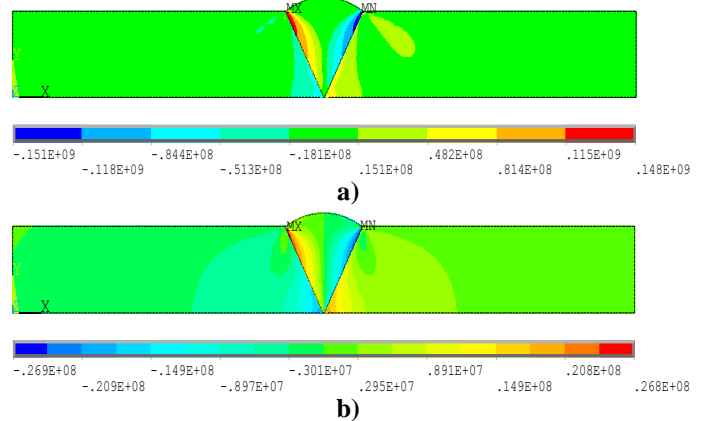 MX MN
Y
Z X
-.151E+09 -.844E+08 -.181E+08 .482E+08 .115E+09
-.118E+09 -.513E+08 .151E+08 .814E+08 .148E+09
a)
MX MN
Y
Z X
-.269E+08 -.149E+08 -.301E+07 .891E+07 .208E+08
-.209E+08 -.897E+07 .295E+07 .149E+08 .268E+08
b)